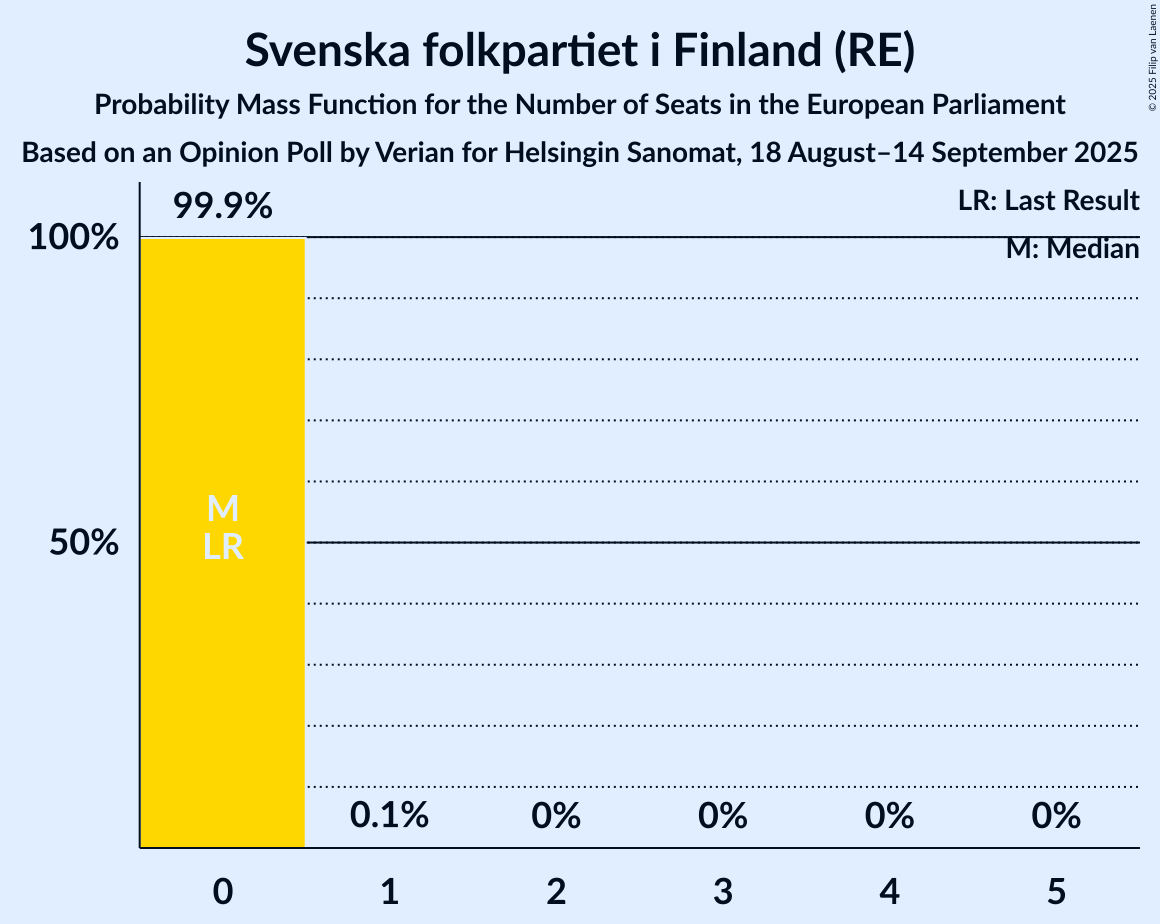 Svenska folkpartiet i Finland (RE)
Probability Mass Function for the Number of Seats in the European Parliament
Based on an Opinion Poll by Verian for Helsingin Sanomat, 18 August–14 September 2025
© 2025 Filip van Laenen
LR: Last Result
M: Median
99.9%
100%
50%
M
LR
0.1%
0%
0%
0%
0%
0
1
2
3
4
5